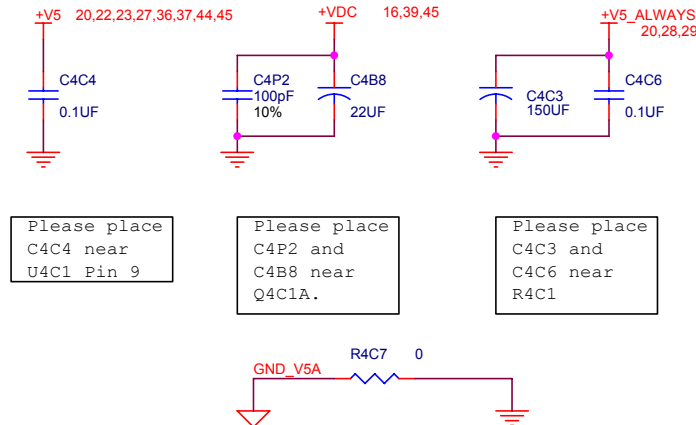 +V5 20,22,23,27,36,37,44,45
+VDC 16,39,45
+V5_ALWAYS
20,28,29
C4C4
0.1UF
C4P2
100pF
10%
C4B8
22UF
C4C3
150UF
C4C6
0.1UF
Please place
C4C4 near
U4C1 Pin 9
Please place
C4P2 and
C4B8 near
Q4C1A.
Please place
C4C3 and
C4C6 near
R4C1
R4C7 0
GND_V5A